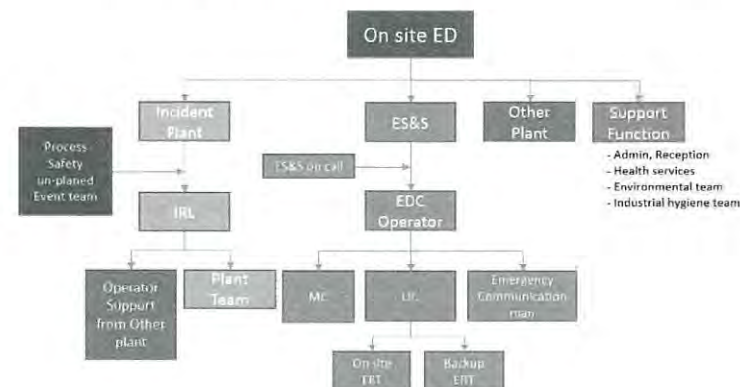 On site ED
Incident
Plant
ES&S
Other
Plant
Support
Function
- Admin, Reception
- Health services
- Environmental team
- Industrial hygiene team
Process
Safety
un-planed
Event team
ES&S on call
IRL
EDC
Operator
Operator
Support
from Other
plant
Plant
Team
Emergency
Communication
man
On site
ERT
Backup
ERT